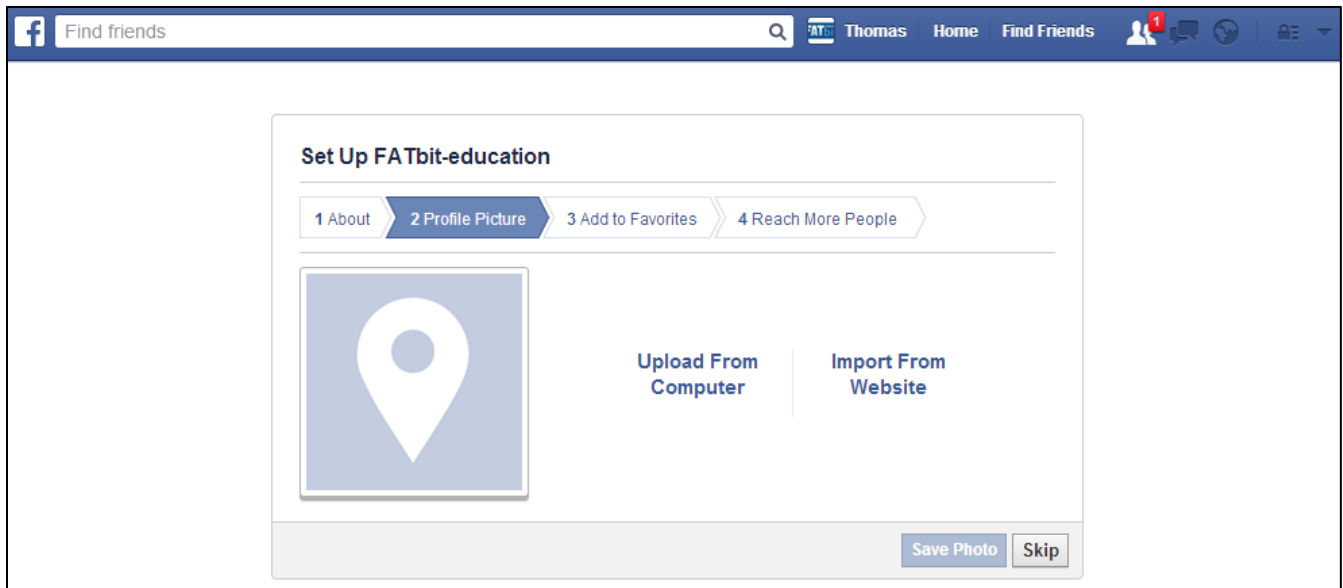 f Find friends FATbit Thomas Home Find Friends 1
Set Up FATbit-education
1 About 2 Profile Picture 3 Add to Favorites 4 Reach More People
Upload From
Computer
Import From
Website
Save Photo Skip